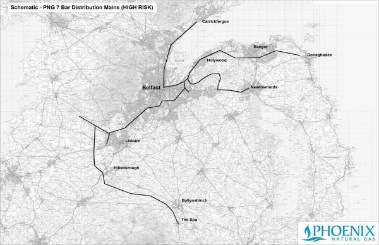 Schematic - PNG 7 Bar Distribution Mains (HIGH RISK)
Carrickfergus
Bangor
Donaghadee
Holywood
Belfast
Newtownards
Lisburn
Hillsborough
Ballynahinch
The Spa
PHOENIX
NATURAL GAS